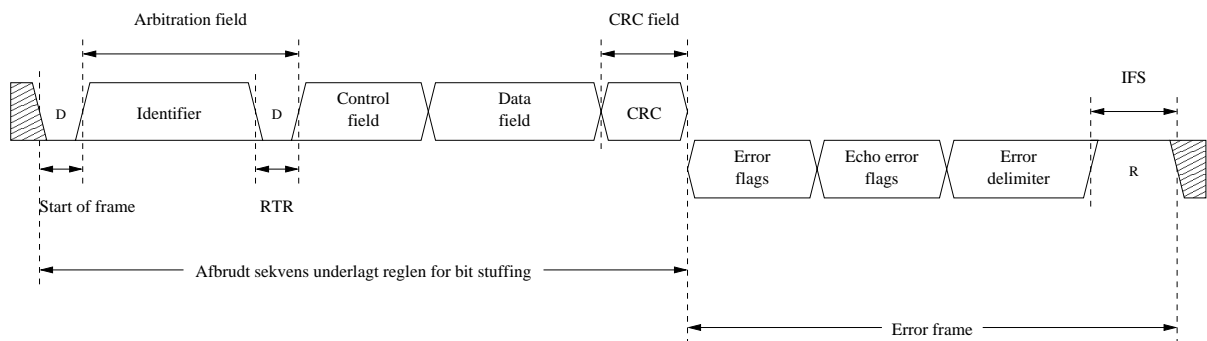 Arbitration field
CRC field
IFS
D
Identifier
D
Control
field
Data
field
CRC
Error
flags
Echo error
flags
Error
delimiter
R
Start of frame
RTR
Afbrudt sekvens underlagt reglen for bit stuffing
Error frame